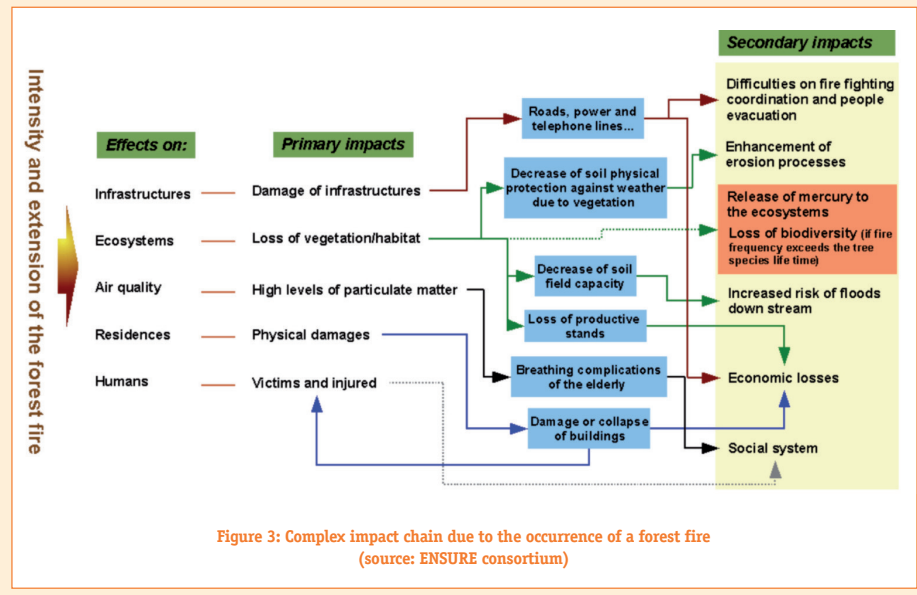 Intensity and extension of the forest fire
Effects on:
Infrastructures
Ecosystems
Air quality
Residences
Humans
Primary impacts
Damage of infrastructures
Loss of vegetation/habitat
High levels of particulate matter
Physical damages
Victims and injured
Roads, power and
telephone lines...
Decrease of soil physical
protection against weather
due to vegetation
Decrease of soil
field capacity
Loss of productive
stands
Breathing complications
of the elderly
Damage or collapse
of buildings
Secondary impacts
Difficulties on fire fighting
coordination and people
evacuation
Enhancement of
erosion processes
Release of mercury to
the ecosystems
Loss of biodiversity (if fire
frequency exceeds the tree
species life time)
Increased risk of floods
down stream
Economic losses
Social system
Figure 3: Complex impact chain due to the occurrence of a forest fire
(source: ENSURE consortium)